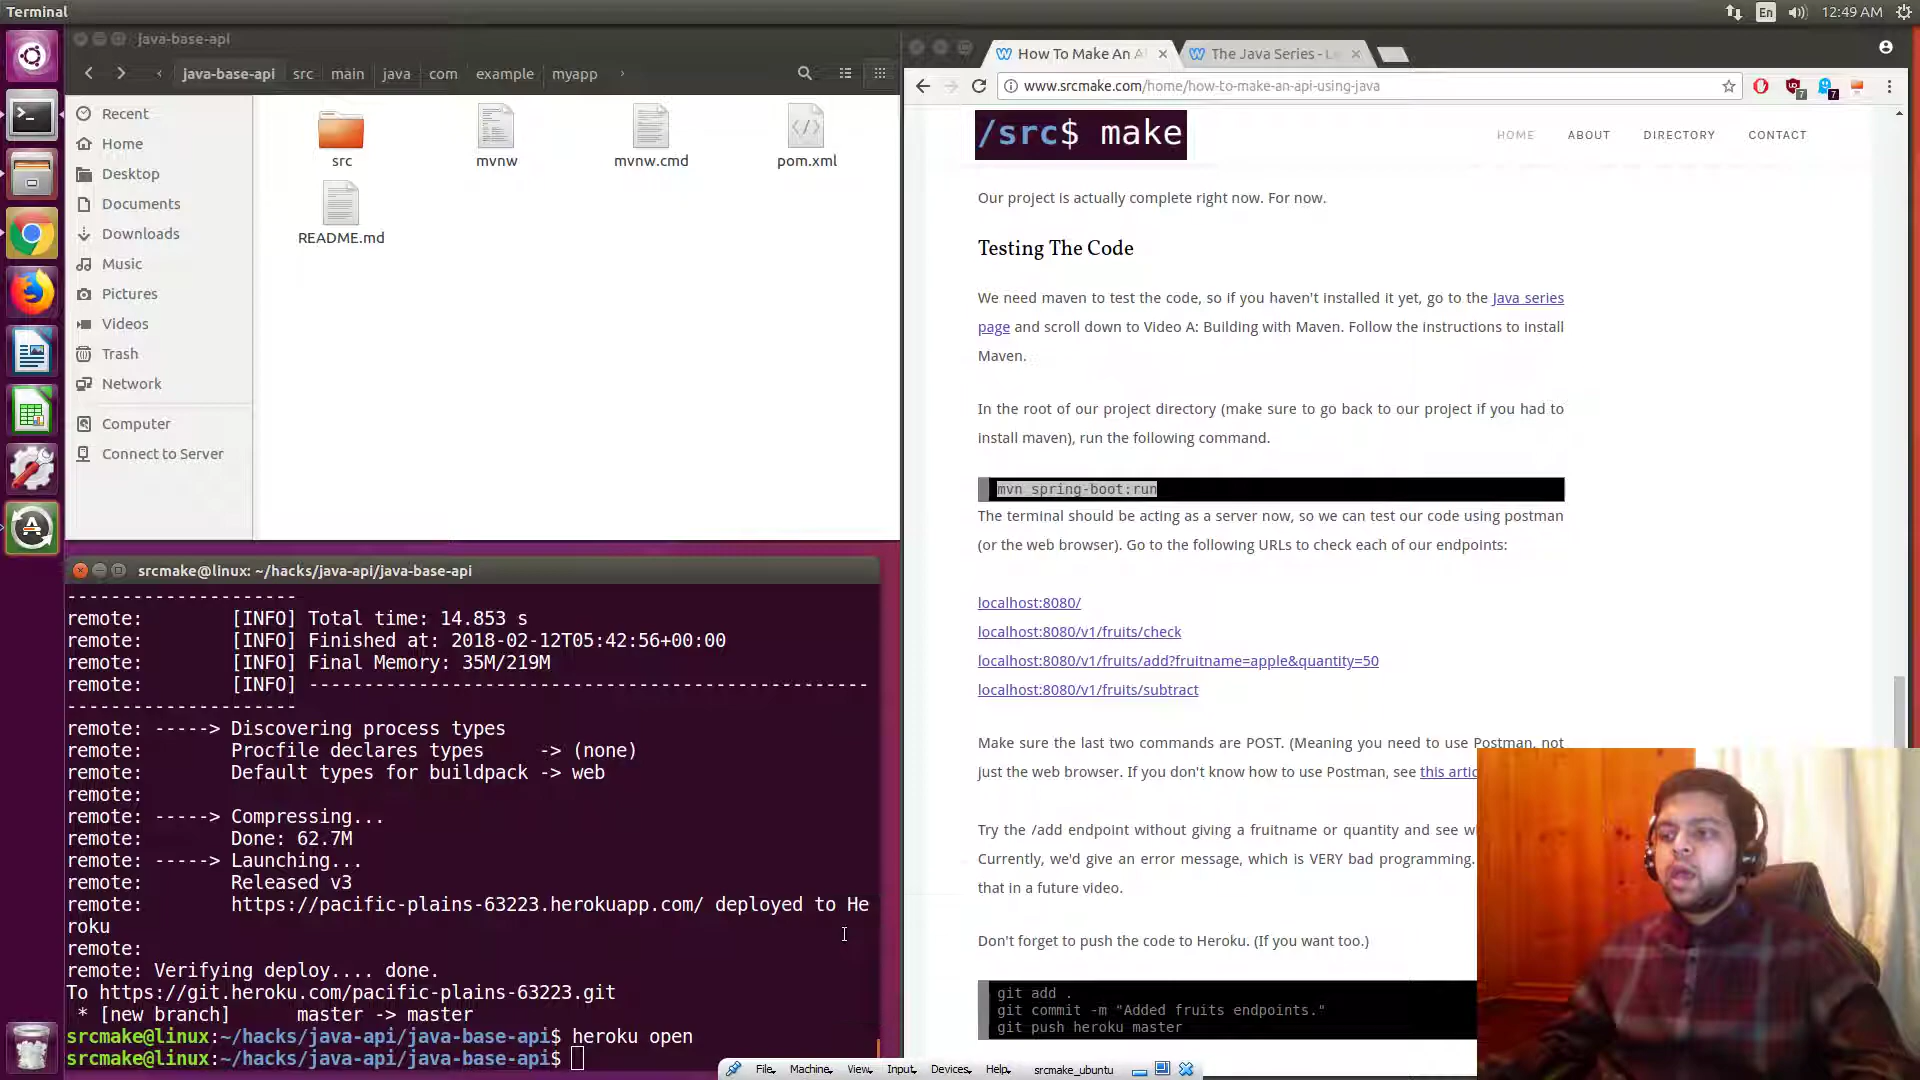 Terminal
En
12:49 AM
java-base-api
java-base-api src main java com example myapp
Recent
Home
Desktop
Documents
Downloads
Music
Pictures
Videos
Trash
Network
Computer
Connect to Server
src
mvnw
mvnw.cmd
pom.xml
README.md
srcmake@linux: ~/hacks/java-api/java-base-api
---------------------
remote: [INFO] Total time: 14.853 s
remote: [INFO] Finished at: 2018-02-12T05:42:56+00:00
remote: [INFO] Final Memory: 35M/219M
remote: [INFO] ---------------------------------------------------
---------------------
remote: -----> Discovering process types
remote: Procfile declares types -> (none)
remote: Default types for buildpack -> web
remote:
remote: -----> Compressing...
remote: Done: 62.7M
remote: -----> Launching...
remote: Released v3
remote: https://pacific-plains-63223.herokuapp.com/ deployed to He
roku
remote:
remote: Verifying deploy.... done.
To https://git.heroku.com/pacific-plains-63223.git
* [new branch] master -> master
srcmake@linux:~/hacks/java-api/java-base-api$ heroku open
srcmake@linux:~/hacks/java-api/java-base-api$
How To Make An A
The Java Series - L
www.srcmake.com/home/how-to-make-an-api-using-java
7
7
/src$ make
HOME ABOUT DIRECTORY CONTACT
Our project is actually complete right now. For now.
Testing The Code
We need maven to test the code, so if you haven't installed it yet, go to the Java series
page and scroll down to Video A: Building with Maven. Follow the instructions to install
Maven.
In the root of our project directory (make sure to go back to our project if you had to
install maven), run the following command.
mvn spring-boot:run
The terminal should be acting as a server now, so we can test our code using postman
(or the web browser). Go to the following URLs to check each of our endpoints:
localhost:8080/
localhost:8080/v1/fruits/check
localhost:8080/v1/fruits/add?fruitname=apple&quantity=50
localhost:8080/v1/fruits/subtract
Make sure the last two commands are POST. (Meaning you need to use Postman, not
just the web browser. If you don't know how to use Postman, see this artic
Try the /add endpoint without giving a fruitname or quantity and see w
Currently, we'd give an error message, which is VERY bad programming.
that in a future video.
Don't forget to push the code to Heroku. (If you want too.)
git add .
git commit -m "Added fruits endpoints."
git push heroku master
File Machine View Input Devices Help srcmake_ubuntu